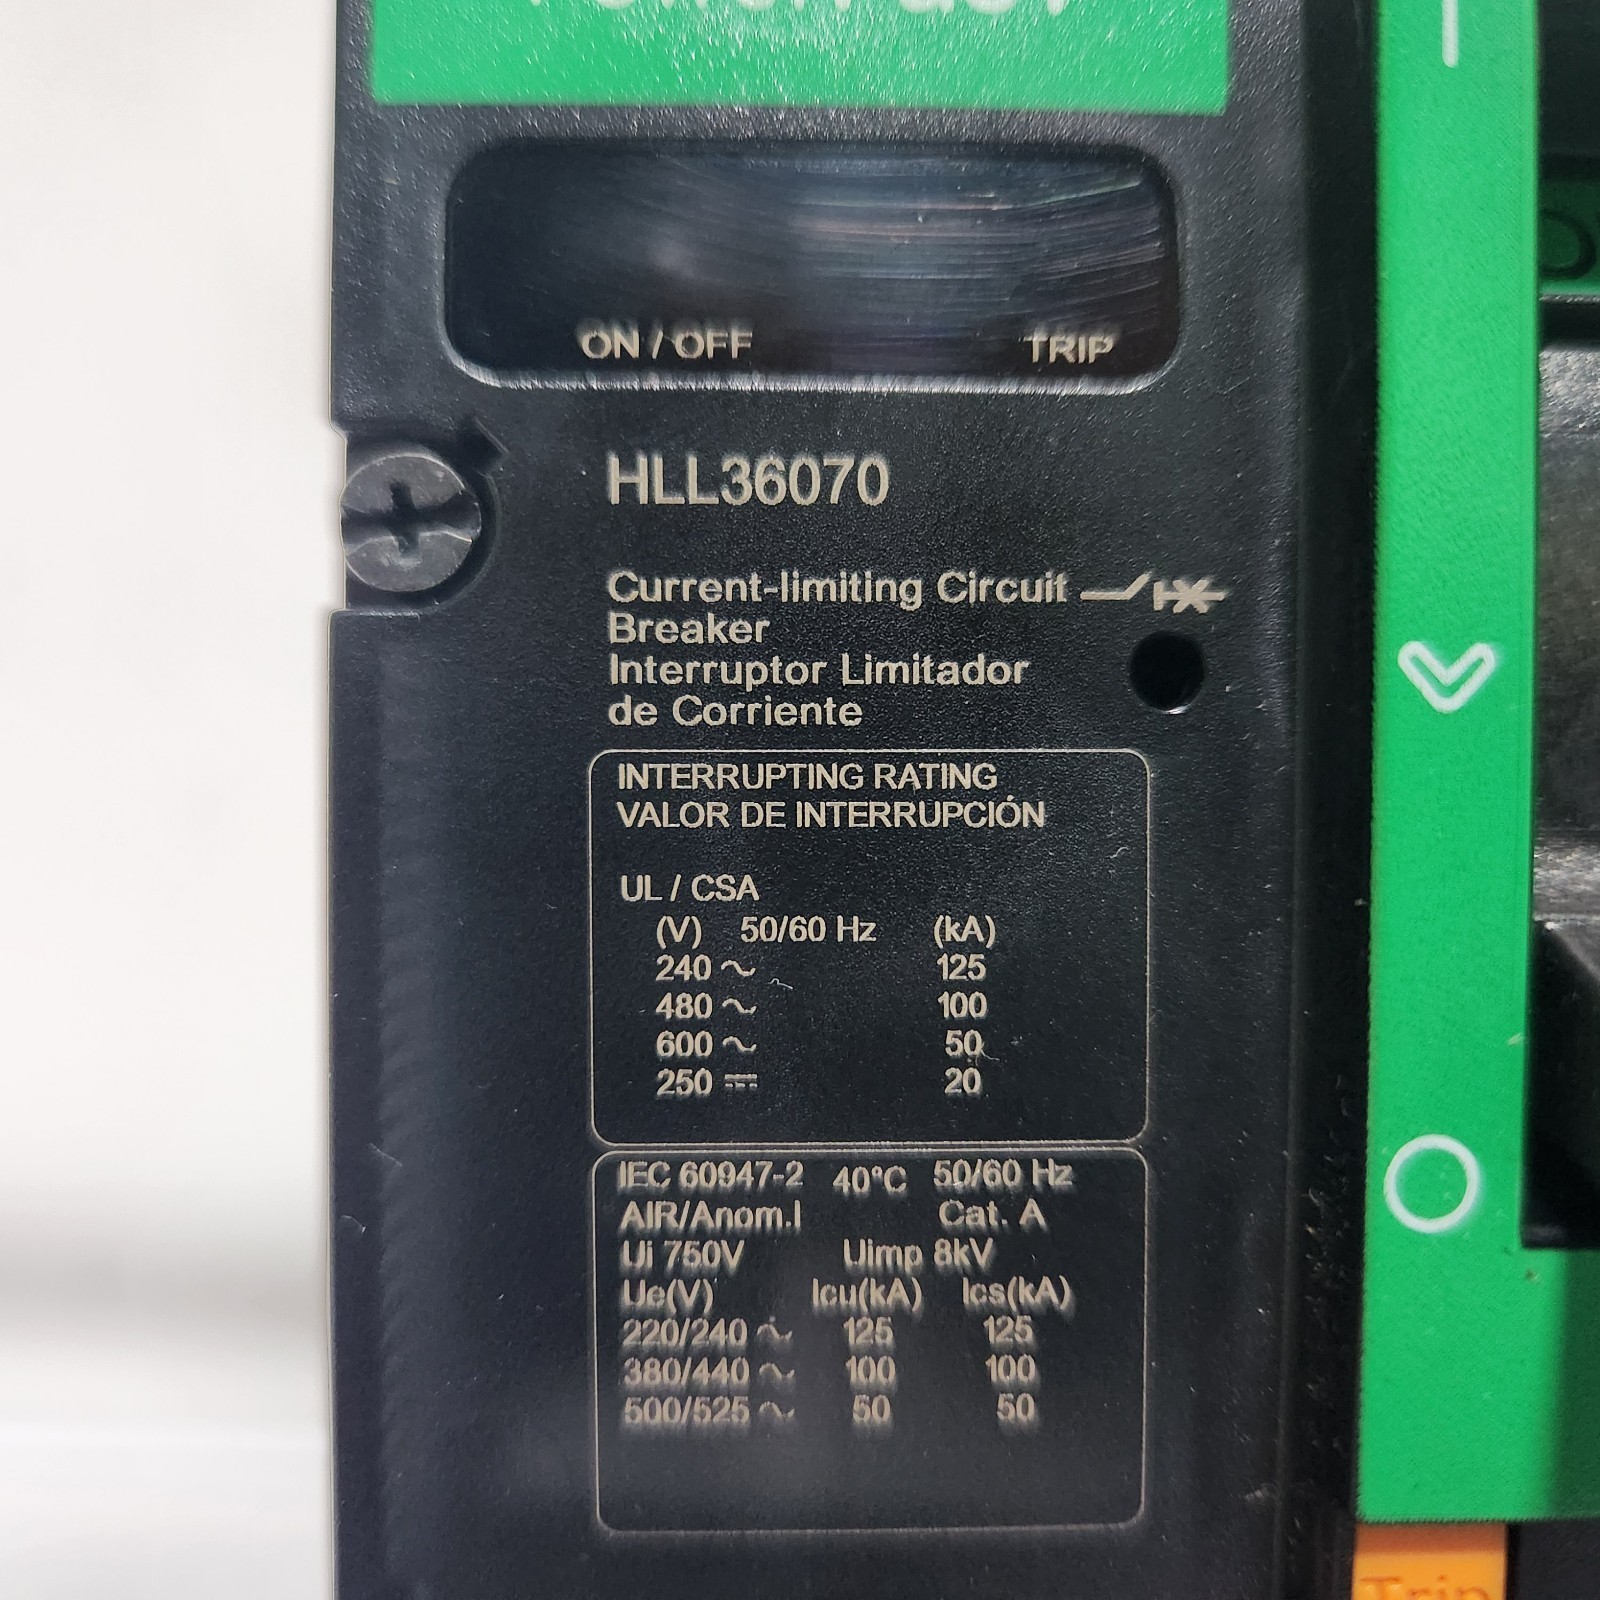 ON / OFF TRIP
HLL36070
Current-limiting Circuit
Breaker
Interruptor Limitador
de Corriente
INTERRUPTING RATING
VALOR DE INTERRUPCIÓN
UL / CSA
(V) 50/60 Hz (kA)
240 ~ 125
480 ~ 100
600 ~ 50
250 ⎓ 20
IEC 60947-2 40°C 50/60 Hz
AIR/Anom.I Cat. A
Ui 750V Uimp 8kV
Ue(V) Icu(kA) Ics(kA)
220/240 ~ 125 125
380/440 ~ 100 100
500/525 ~ 50 50
Trip